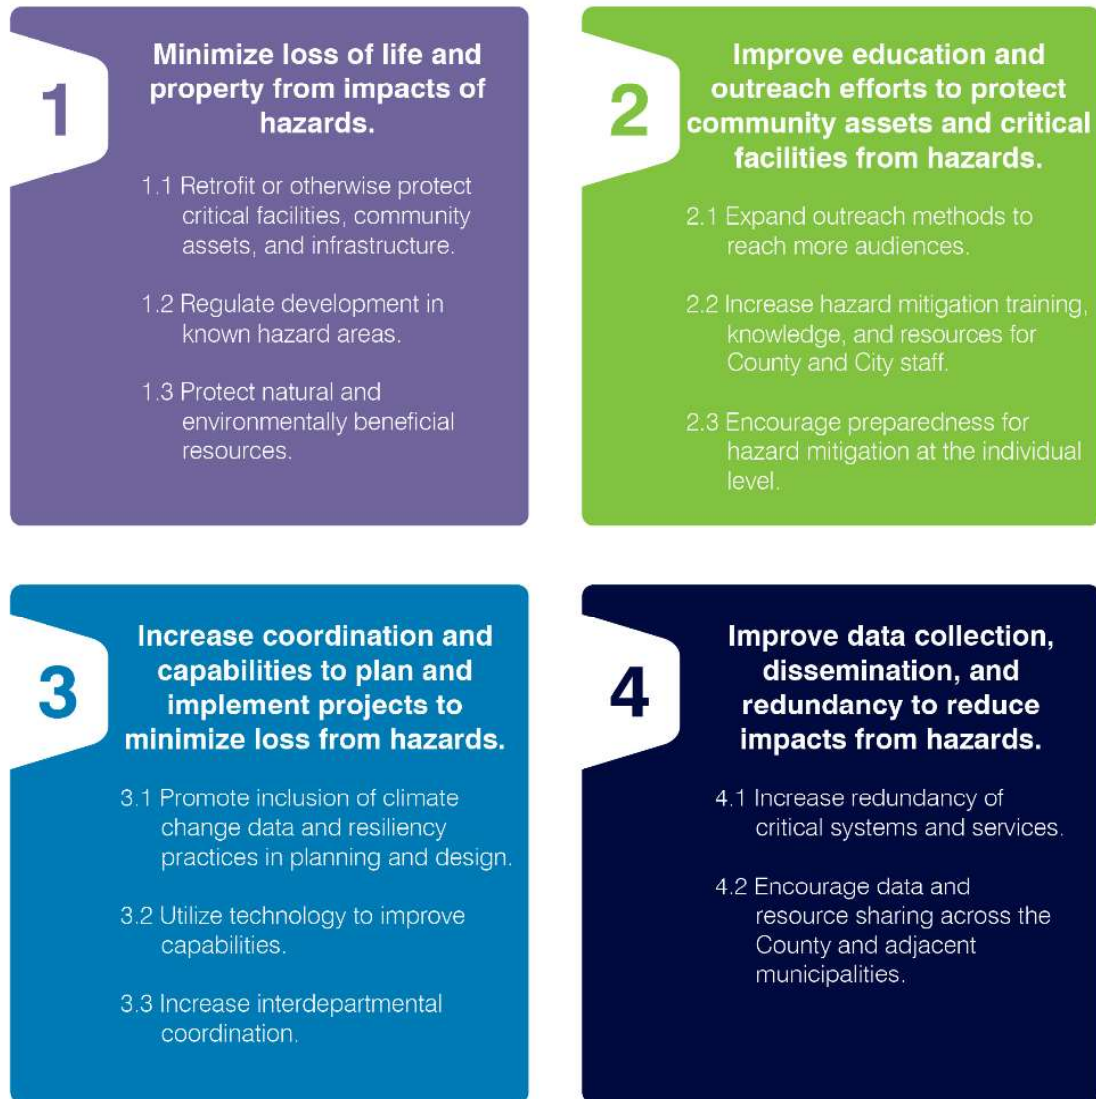 1
Minimize loss of life and
property from impacts of
hazards.
1.1 Retrofit or otherwise protect
critical facilities, community
assets, and infrastructure.
1.2 Regulate development in
known hazard areas.
1.3 Protect natural and
environmentally beneficial
resources.
2
Improve education and
outreach efforts to protect
community assets and critical
facilities from hazards.
2.1 Expand outreach methods to
reach more audiences.
2.2 Increase hazard mitigation training,
knowledge, and resources for
County and City staff.
2.3 Encourage preparedness for
hazard mitigation at the individual
level.
3
Increase coordination and
capabilities to plan and
implement projects to
minimize loss from hazards.
3.1 Promote inclusion of climate
change data and resiliency
practices in planning and design.
3.2 Utilize technology to improve
capabilities.
3.3 Increase interdepartmental
coordination.
4
Improve data collection,
dissemination, and
redundancy to reduce
impacts from hazards.
4.1 Increase redundancy of
critical systems and services.
4.2 Encourage data and
resource sharing across the
County and adjacent
municipalities.